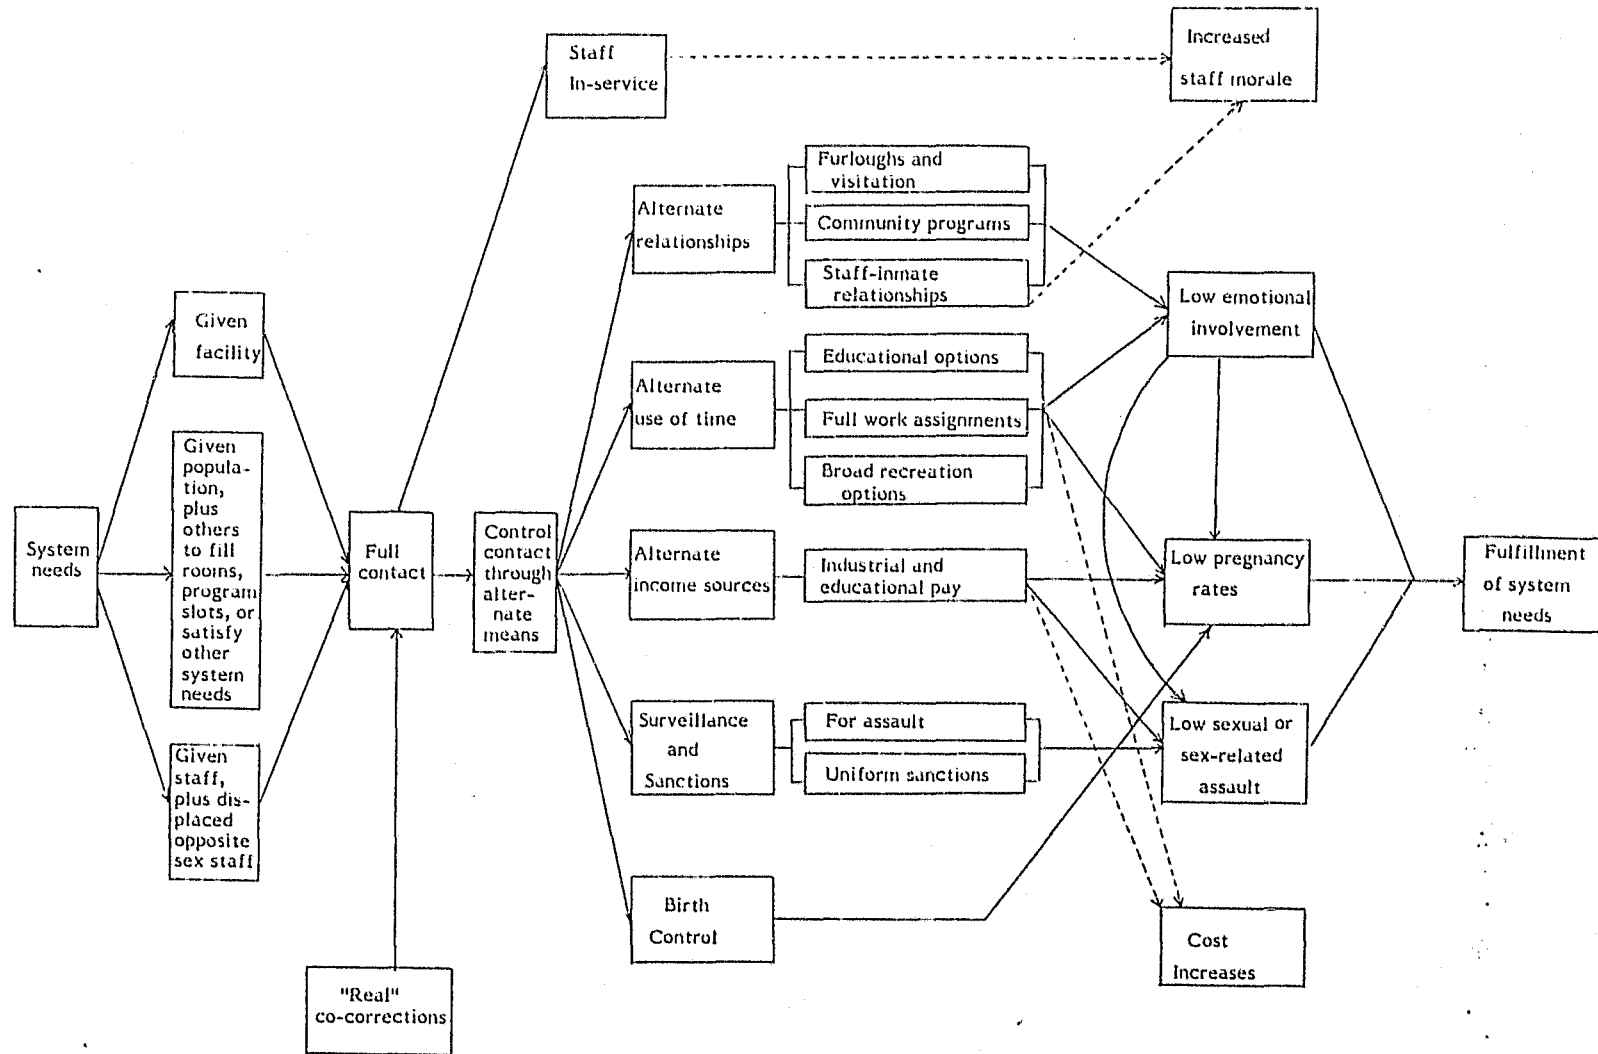 Staff
In-service
Increased
staff morale
Furloughs and
visitation
Alternate
relationships
Community programs
Staff-inmate
relationships
Given
facility
Low emotional
involvement
Educational options
Alternate
use of time
Full work assignments
Broad recreation
options
Given
popula-
tion,
plus
others
to fill
rooms,
program
slots, or
satisfy
other
system
needs
System
needs
Full
contact
Control
contact
through
alter-
nate
means
Alternate
income sources
Industrial and
educational pay
Low pregnancy
rates
Fulfillment
of system
needs
Given
staff,
plus dis-
placed
opposite
sex staff
Surveillance
and
Sanctions
For assault
Uniform sanctions
Low sexual or
sex-related
assault
Birth
Control
Cost
Increases
"Real"
co-corrections